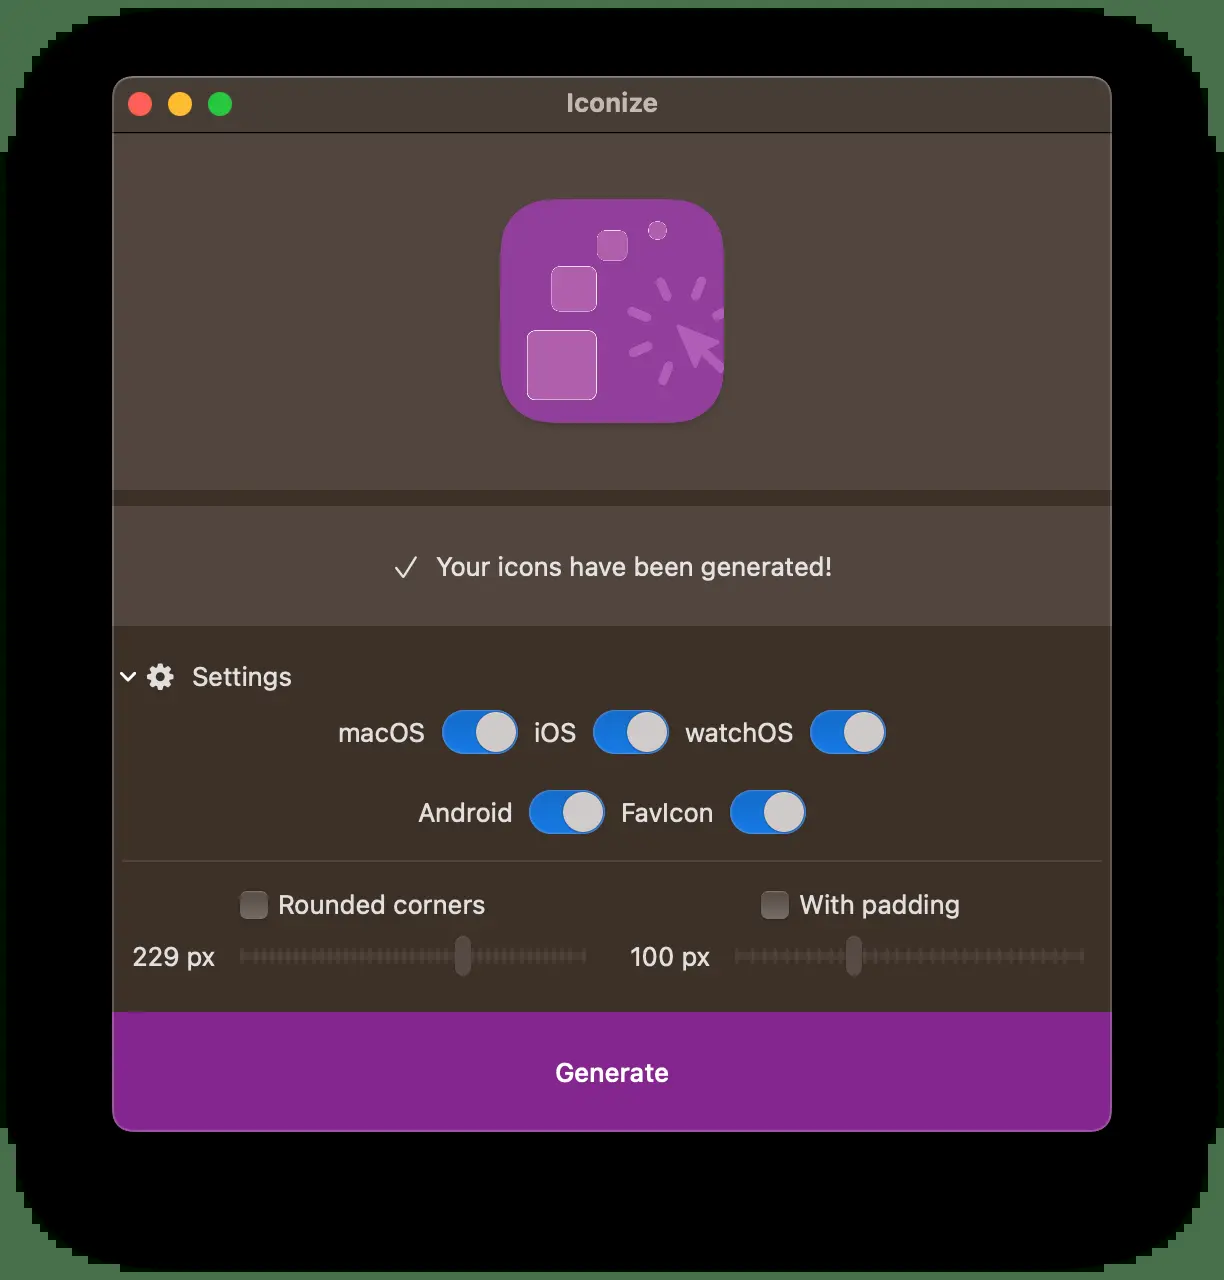 Iconize
Your icons have been generated!
Settings
macOS iOS watchOS
Android FavIcon
Rounded corners With padding
229 px 100 px
Generate